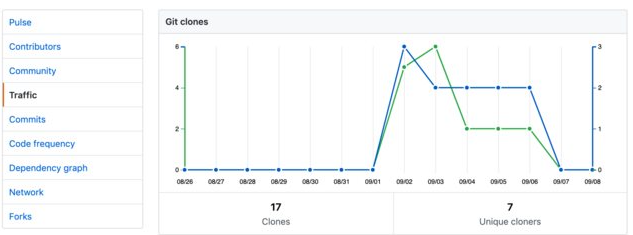 Pulse
Contributors
Community
Traffic
Commits
Code frequency
Dependency graph
Network
Forks
Git clones
6
4
2
0
3
2
1
0
08/26 08/27 08/28 08/29 08/30 08/31 09/01 09/02 09/03 09/04 09/05 09/06 09/07 09/08
17
Clones
7
Unique cloners